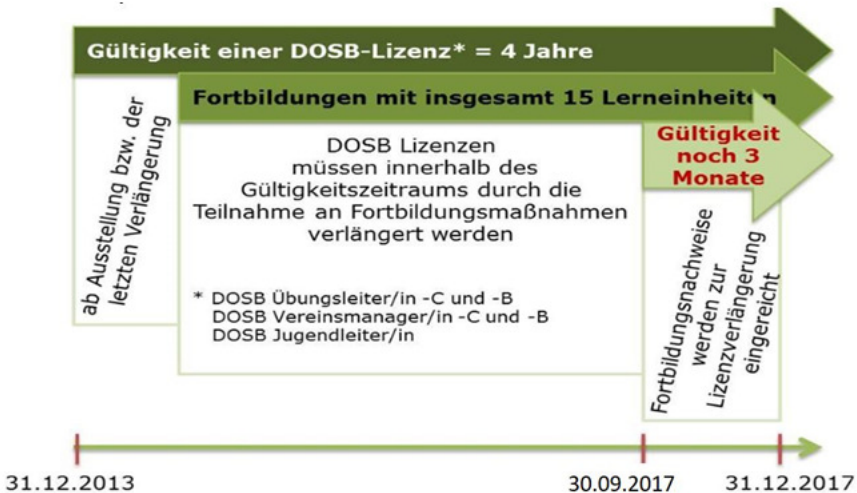 Gültigkeit einer DOSB-Lizenz* = 4 Jahre
Fortbildungen mit insgesamt 15 Lerneinheiten
ab Ausstellung bzw. der
letzten Verlängerung
DOSB Lizenzen
müssen innerhalb des
Gültigkeitszeitraums durch die
Teilnahme an Fortbildungsmaßnahmen
verlängert werden
* DOSB Übungsleiter/in -C und -B
DOSB Vereinsmanager/in -C und -B
DOSB Jugendleiter/in
Gültigkeit
noch 3
Monate
Fortbildungsnachweise
werden zur
Lizenzverlängerung
eingereicht
31.12.2013
30.09.2017
31.12.2017